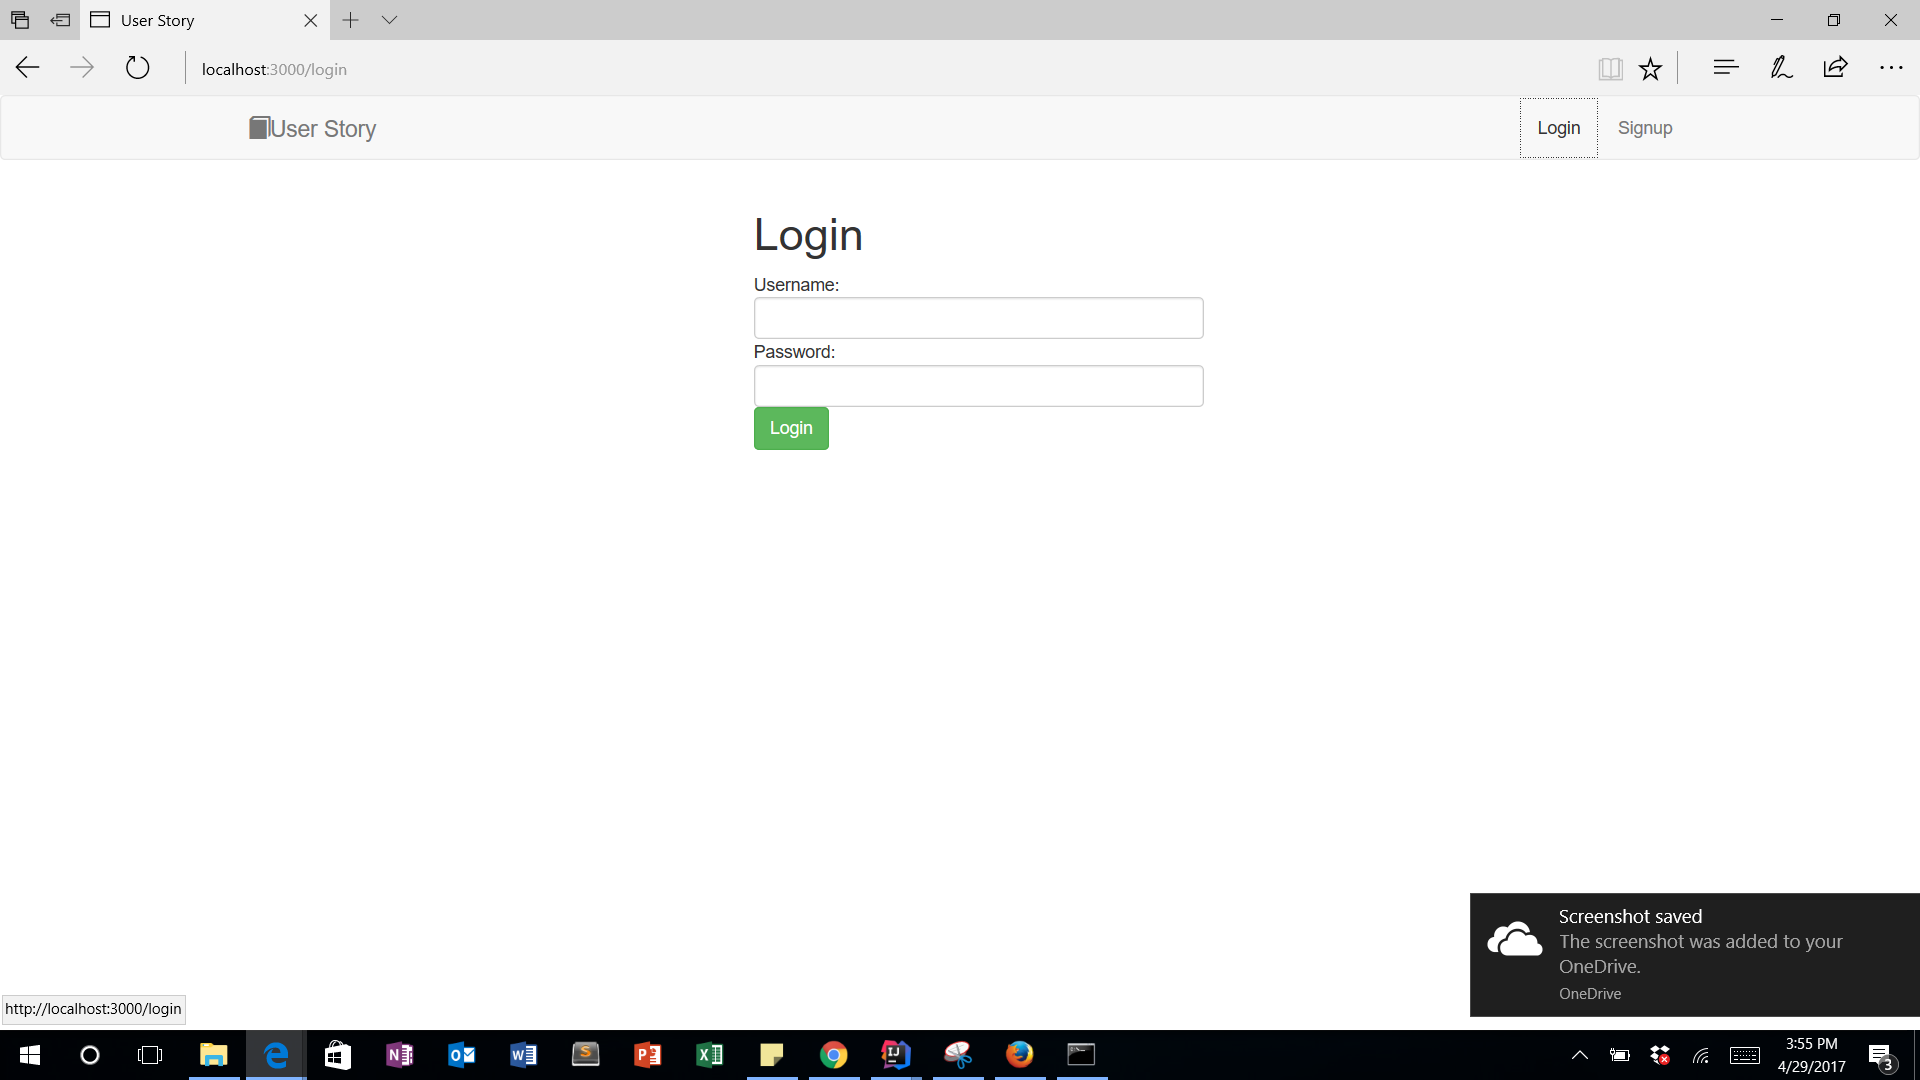 User Story
localhost:3000/login
User Story
Login
Signup
Login
Username:
Password:
Login
Screenshot saved
The screenshot was added to your
OneDrive.
OneDrive
http://localhost:3000/login
3:55 PM
4/29/2017
3